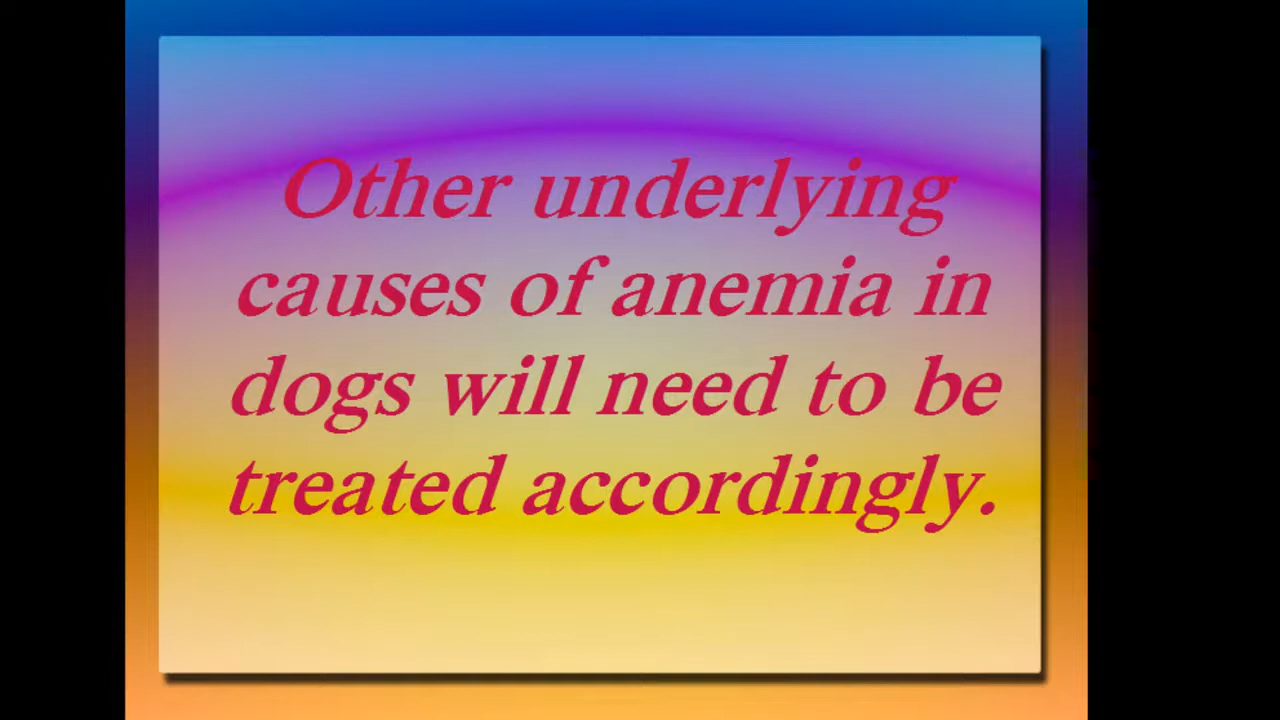 Other underlying
causes of anemia in
dogs will need to be
treated accordingly.